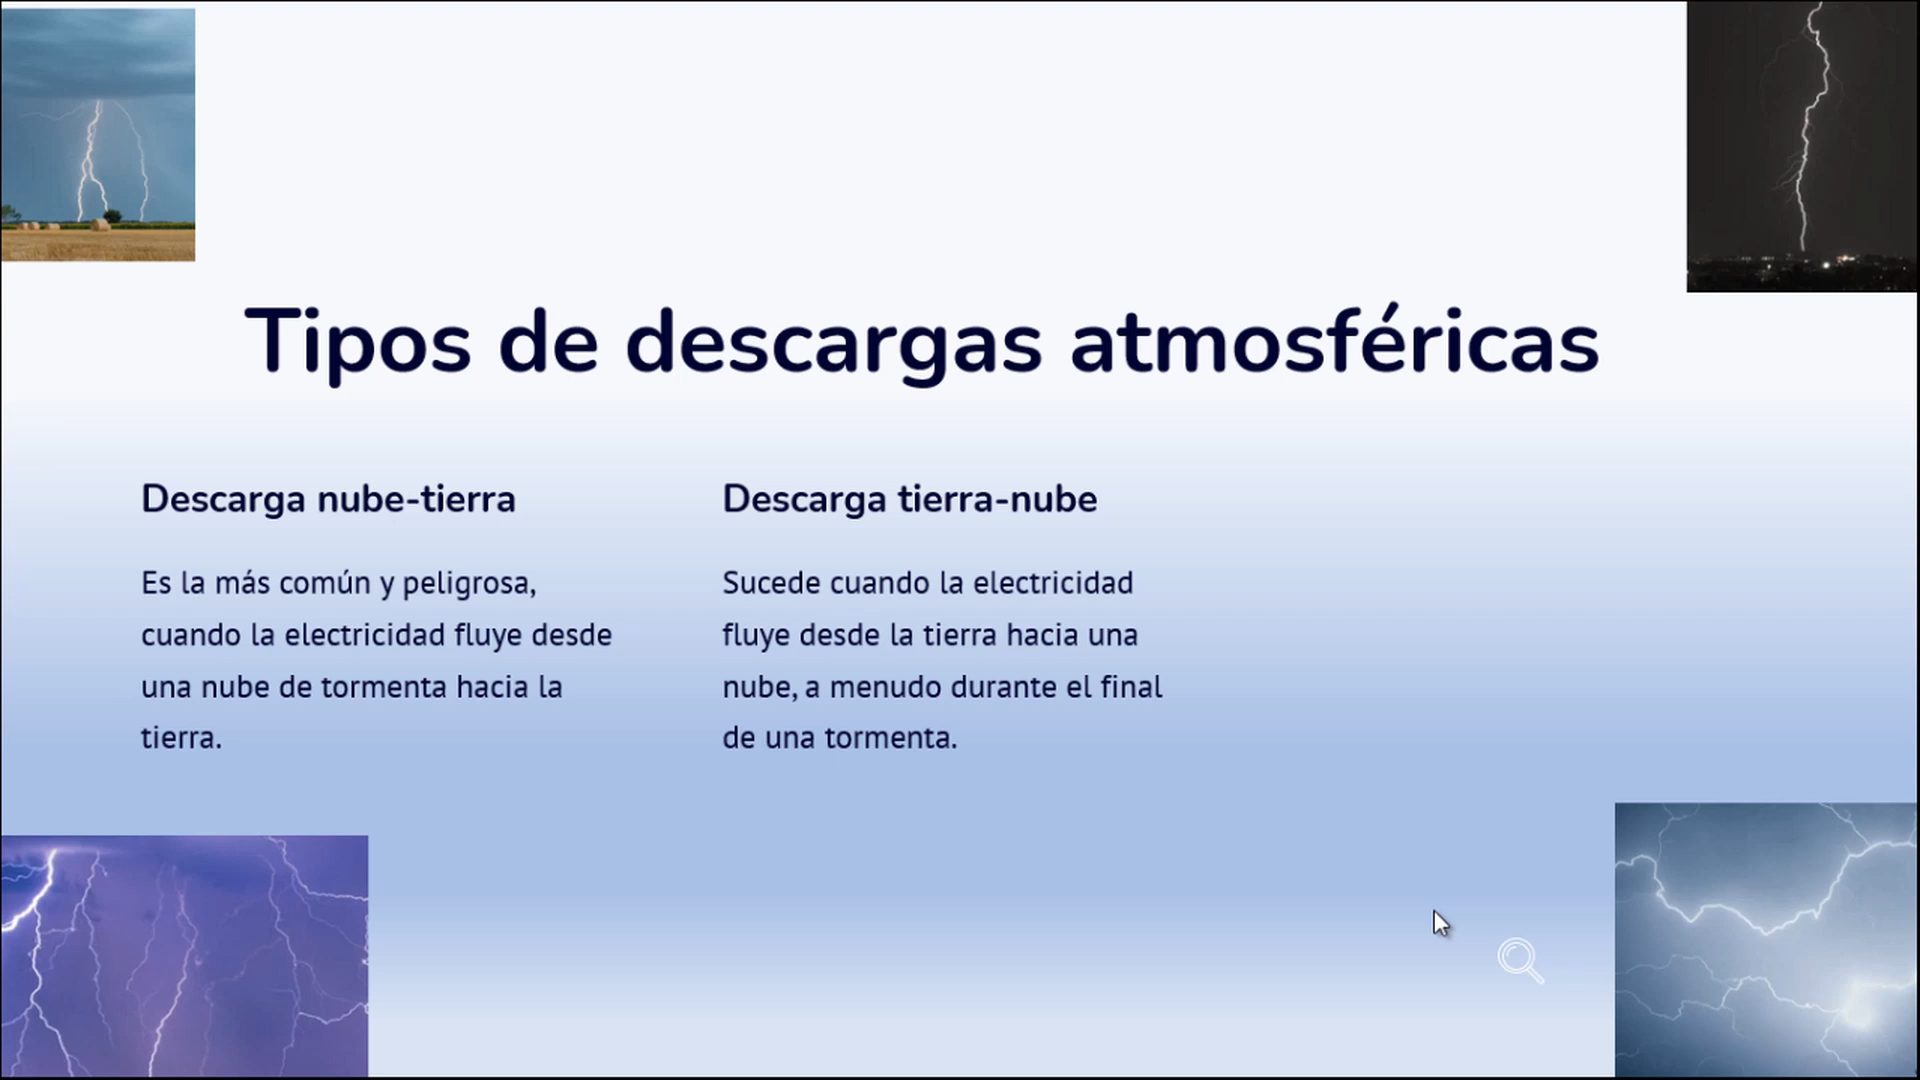 Tipos de descargas atmosféricas
Descarga nube-tierra
Es la más común y peligrosa,
cuando la electricidad fluye desde
una nube de tormenta hacia la
tierra.
Descarga tierra-nube
Sucede cuando la electricidad
fluye desde la tierra hacia una
nube, a menudo durante el final
de una tormenta.